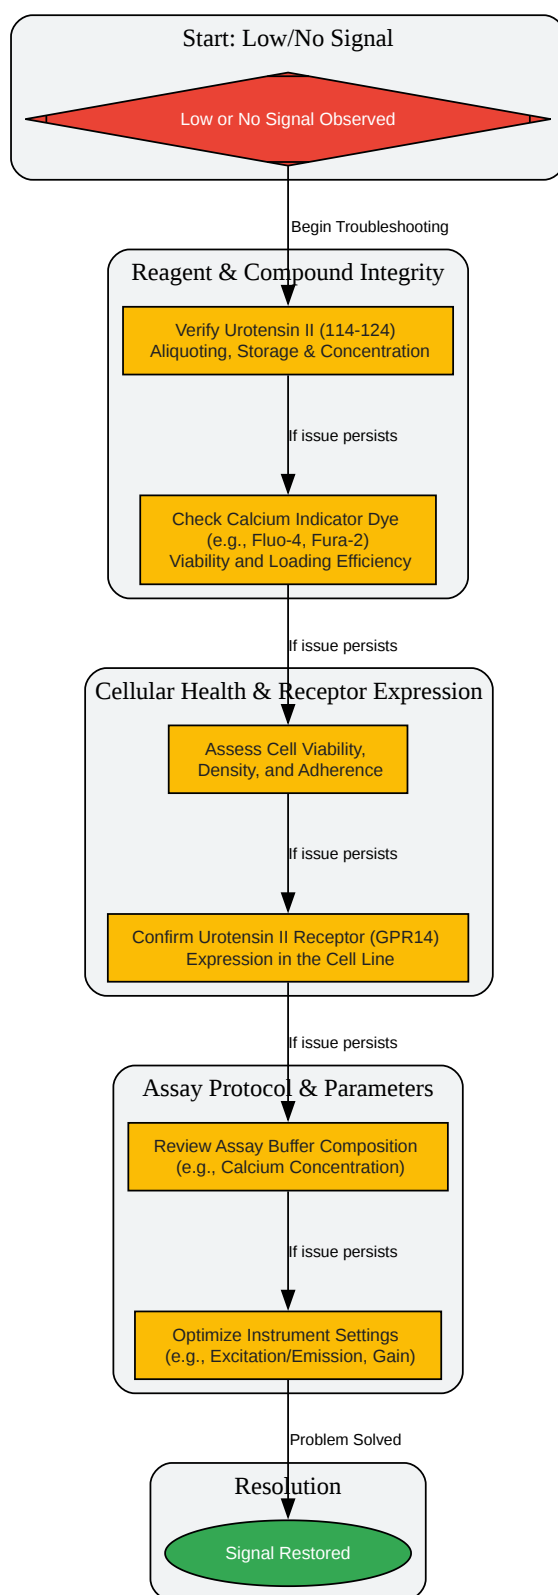 Start: Low/No Signal
Low or No Signal Observed
Begin Troubleshooting
Reagent & Compound Integrity
Verify Urotensin II (114-124)
Aliquoting, Storage & Concentration
If issue persists
Check Calcium Indicator Dye
(e.g., Fluo-4, Fura-2)
Viability and Loading Efficiency
If issue persists
Cellular Health & Receptor Expression
Assess Cell Viability,
Density, and Adherence
If issue persists
Confirm Urotensin II Receptor (GPR14)
Expression in the Cell Line
If issue persists
Assay Protocol & Parameters
Review Assay Buffer Composition
(e.g., Calcium Concentration)
If issue persists
Optimize Instrument Settings
(e.g., Excitation/Emission, Gain)
Problem Solved
Resolution
Signal Restored